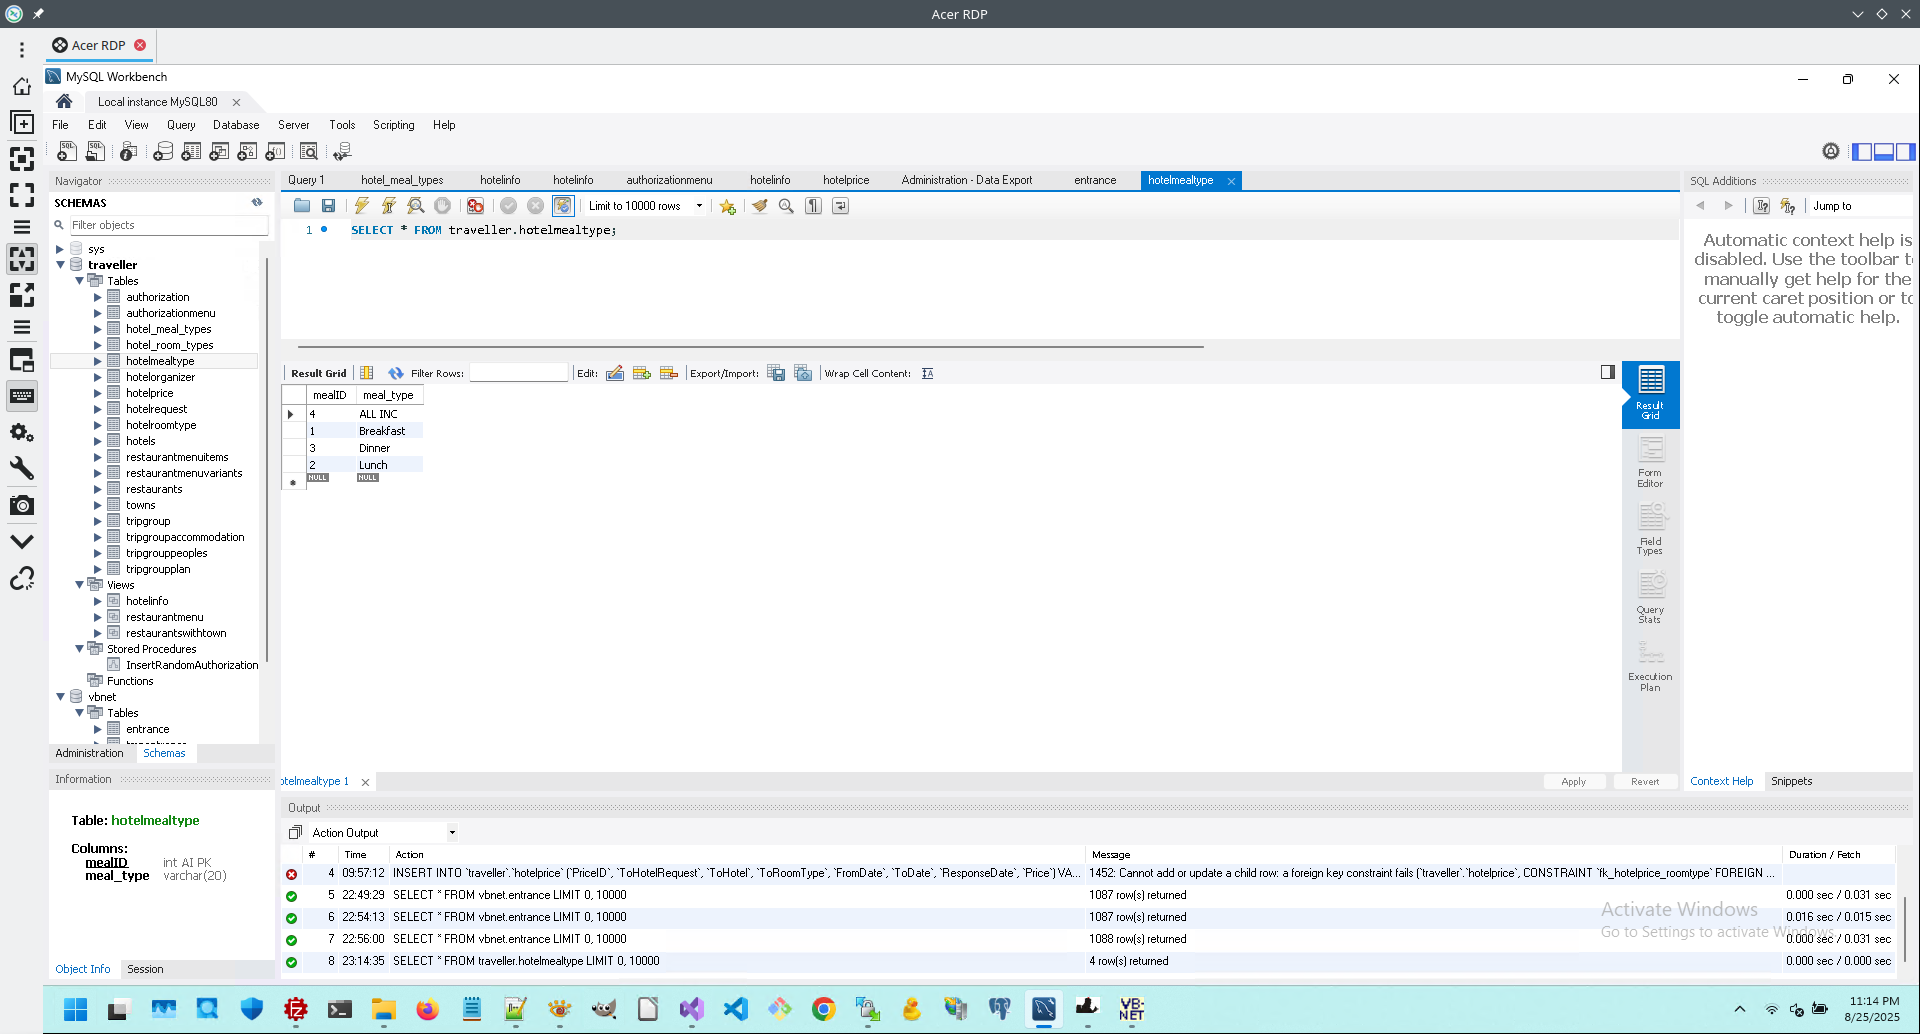 Acer RDP
Acer RDP
MySQL Workbench
Local instance MySQL80
File Edit View Query Database Server Tools Scripting Help
Navigator
SCHEMAS
Filter objects
sys
traveller
Tables
authorization
authorizationmenu
hotel_meal_types
hotel_room_types
hotelmealtype
hotelorganizer
hotelprice
hotelrequest
hotelroomtype
hotels
restaurantmenuitems
restaurantmenuvariants
restaurants
towns
tripgroup
tripgroupaccommodation
tripgrouppeoples
tripgroupplan
Views
hotelinfo
restaurantmenu
restaurantswithtown
Stored Procedures
InsertRandomAuthorization
Functions
vbnet
Tables
entrance
Administration Schemas
Information
Table: hotelmealtype
Columns:
mealID int AI PK
meal_type varchar(20)
Object Info Session
Query 1 hotel_meal_types hotelinfo hotelinfo authorizationmenu hotelinfo hotelprice Administration - Data Export entrance hotelmealtype
Limit to 10000 rows
1 SELECT * FROM traveller.hotelmealtype;
Result Grid Filter Rows: Edit: Export/Import: Wrap Cell Content:
mealID meal_type
4 ALL INC
1 Breakfast
3 Dinner
2 Lunch
NULL NULL
Result Grid
Form Editor
Field Types
Query Stats
Execution Plan
otelmealtype 1
Apply Revert
SQL Additions
Jump to
Automatic context help is
disabled. Use the toolbar t
manually get help for the
current caret position or to
toggle automatic help.
Context Help Snippets
Output
Action Output
# Time Action Message Duration / Fetch
4 09:57:12 INSERT INTO `traveller`.`hotelprice` (`PriceID`, `ToHotelRequest`, `ToHotel`, `ToRoomType`, `FromDate`, `ToDate`, `ResponseDate`, `Price`) VA... 1452: Cannot add or update a child row: a foreign key constraint fails (`traveller`.`hotelprice`, CONSTRAINT `fk_hotelprice_roomtype` FOREIGN ...
5 22:49:29 SELECT * FROM vbnet.entrance LIMIT 0, 10000 1087 row(s) returned 0.000 sec / 0.031 sec
6 22:54:13 SELECT * FROM vbnet.entrance LIMIT 0, 10000 1087 row(s) returned 0.016 sec / 0.015 sec
7 22:56:00 SELECT * FROM vbnet.entrance LIMIT 0, 10000 1088 row(s) returned 0.000 sec / 0.031 sec
8 23:14:35 SELECT * FROM traveller.hotelmealtype LIMIT 0, 10000 4 row(s) returned 0.000 sec / 0.000 sec
Activate Windows
Go to Settings to activate Windows.
VB-NET
11:14 PM
8/25/2025